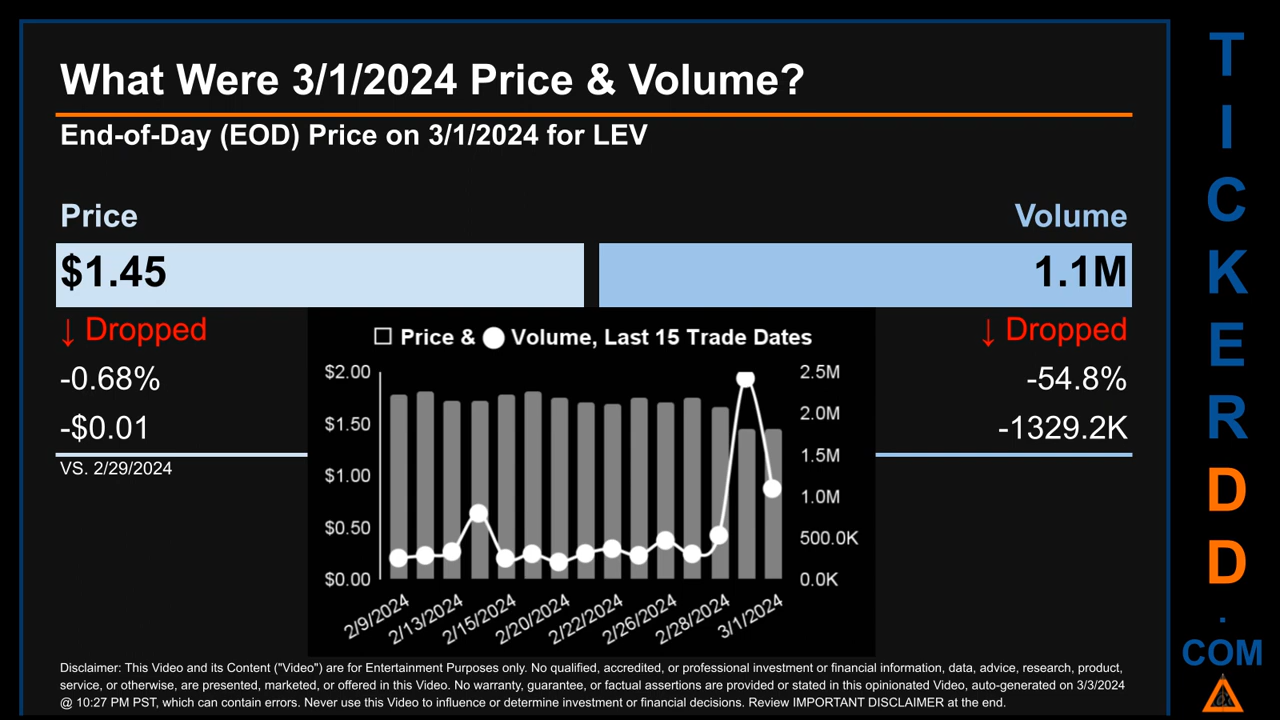 What Were 3/1/2024 Price & Volume?
End-of-Day (EOD) Price on 3/1/2024 for LEV
Price
Volume
$1.45
1.1M
↓ Dropped
↓ Dropped
-0.68%
-54.8%
-$0.01
-1329.2K
VS. 2/29/2024
Price & Volume, Last 15 Trade Dates
$2.00
$1.50
$1.00
$0.50
$0.00
2.5M
2.0M
1.5M
1.0M
500.0K
0.0K
2/9/2024
2/13/2024
2/15/2024
2/20/2024
2/22/2024
2/26/2024
2/28/2024
3/1/2024
Disclaimer: This Video and its Content ("Video") are for Entertainment Purposes only. No qualified, accredited, or professional investment or financial information, data, advice, research, product,
service, or otherwise, are presented, marketed, or offered in this Video. No warranty, guarantee, or factual assertions are provided or stated in this opinionated Video, auto-generated on 3/3/2024
@ 10:27 PM PST, which can contain errors. Never use this Video to influence or determine investment or financial decisions. Review IMPORTANT DISCLAIMER at the end.
T
I
C
K
E
R
D
D
.
COM